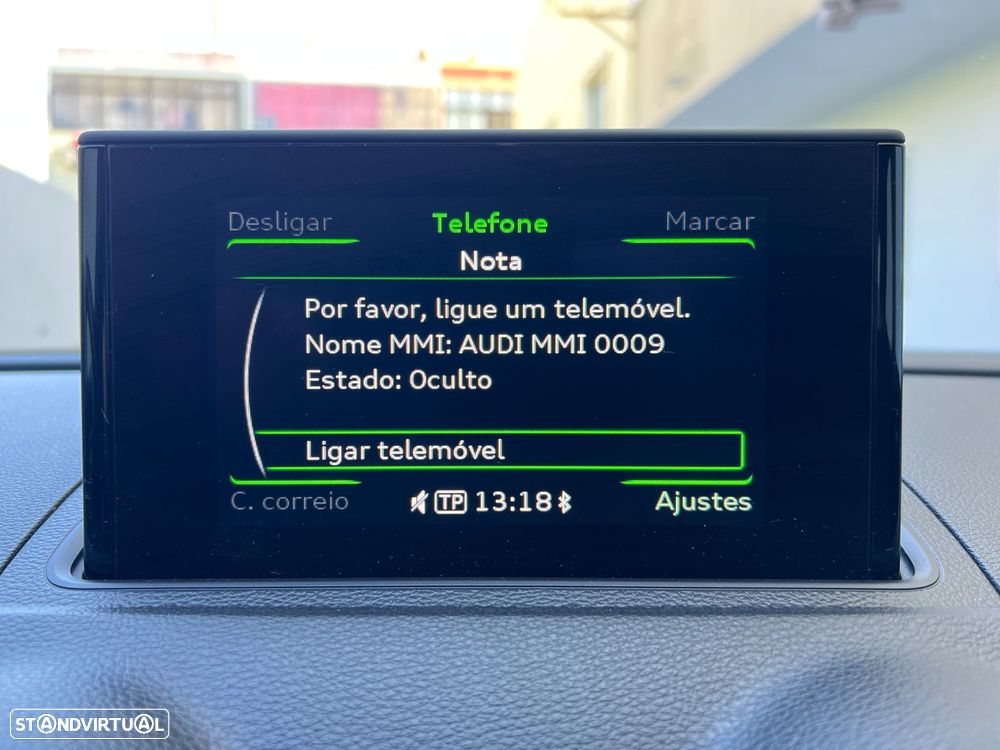 Desligar Telefone Marcar
Nota
Por favor, ligue um telemóvel.
Nome MMI: AUDI MMI 0009
Estado: Oculto
Ligar telemóvel
C. correio TP 13:18 Ajustes
STANDVIRTUAL